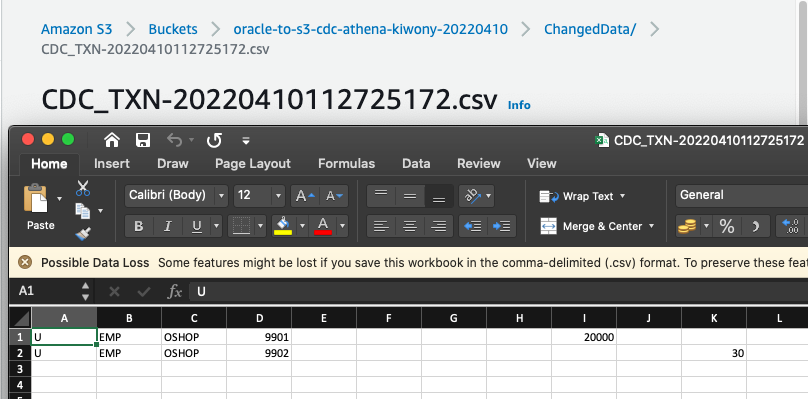 Amazon S3 > Buckets > oracle-to-s3-cdc-athena-kiwony-20220410 > ChangedData/ >
CDC_TXN-20220410112725172.csv
CDC_TXN-20220410112725172.csv Info
CDC_TXN-20220410112725172
Home Insert Draw Page Layout Formulas Data Review View
Calibri (Body) 12 A A Wrap Text General
Paste B I U A Merge & Center %
Possible Data Loss Some features might be lost if you save this workbook in the comma-delimited (.csv) format. To preserve these fea
A1 fx U
A B C D E F G H I J K L
1 U EMP OSHOP 9901 20000
2 U EMP OSHOP 9902 30
3
4